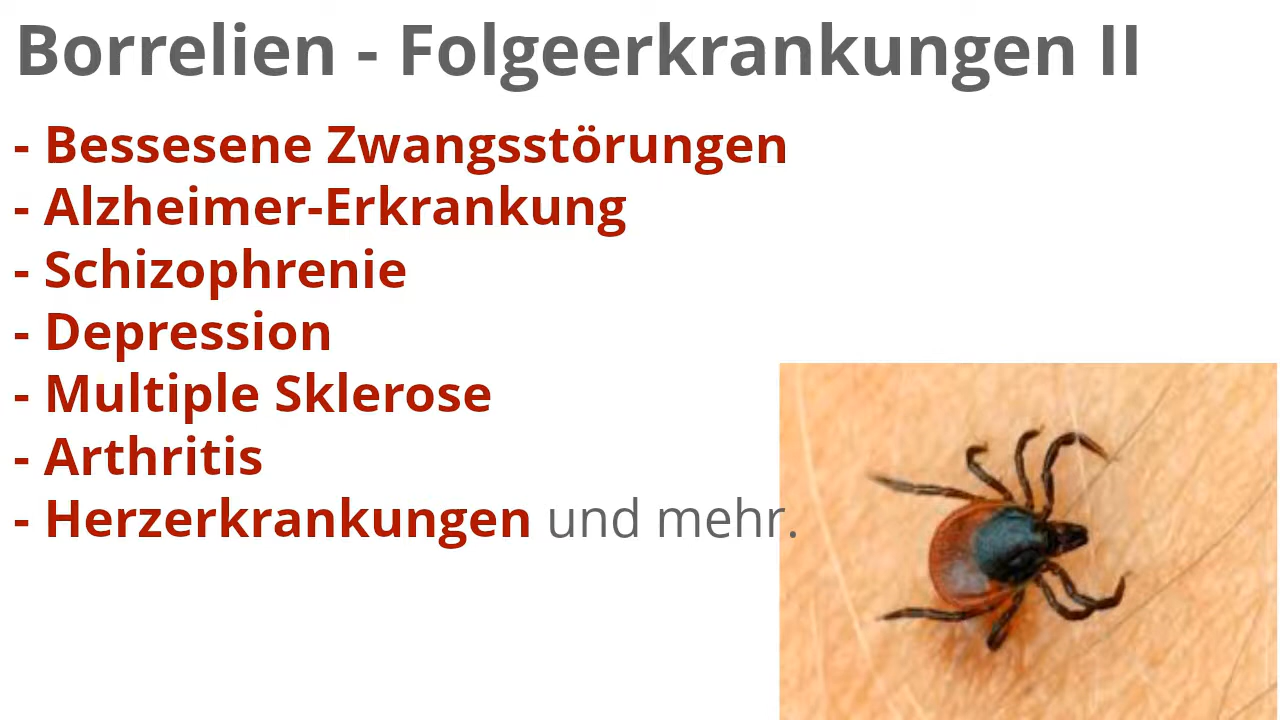 Borrelien - Folgeerkrankungen II
- Bessesene Zwangsstörungen
- Alzheimer-Erkrankung
- Schizophrenie
- Depression
- Multiple Sklerose
- Arthritis
- Herzerkrankungen und mehr.